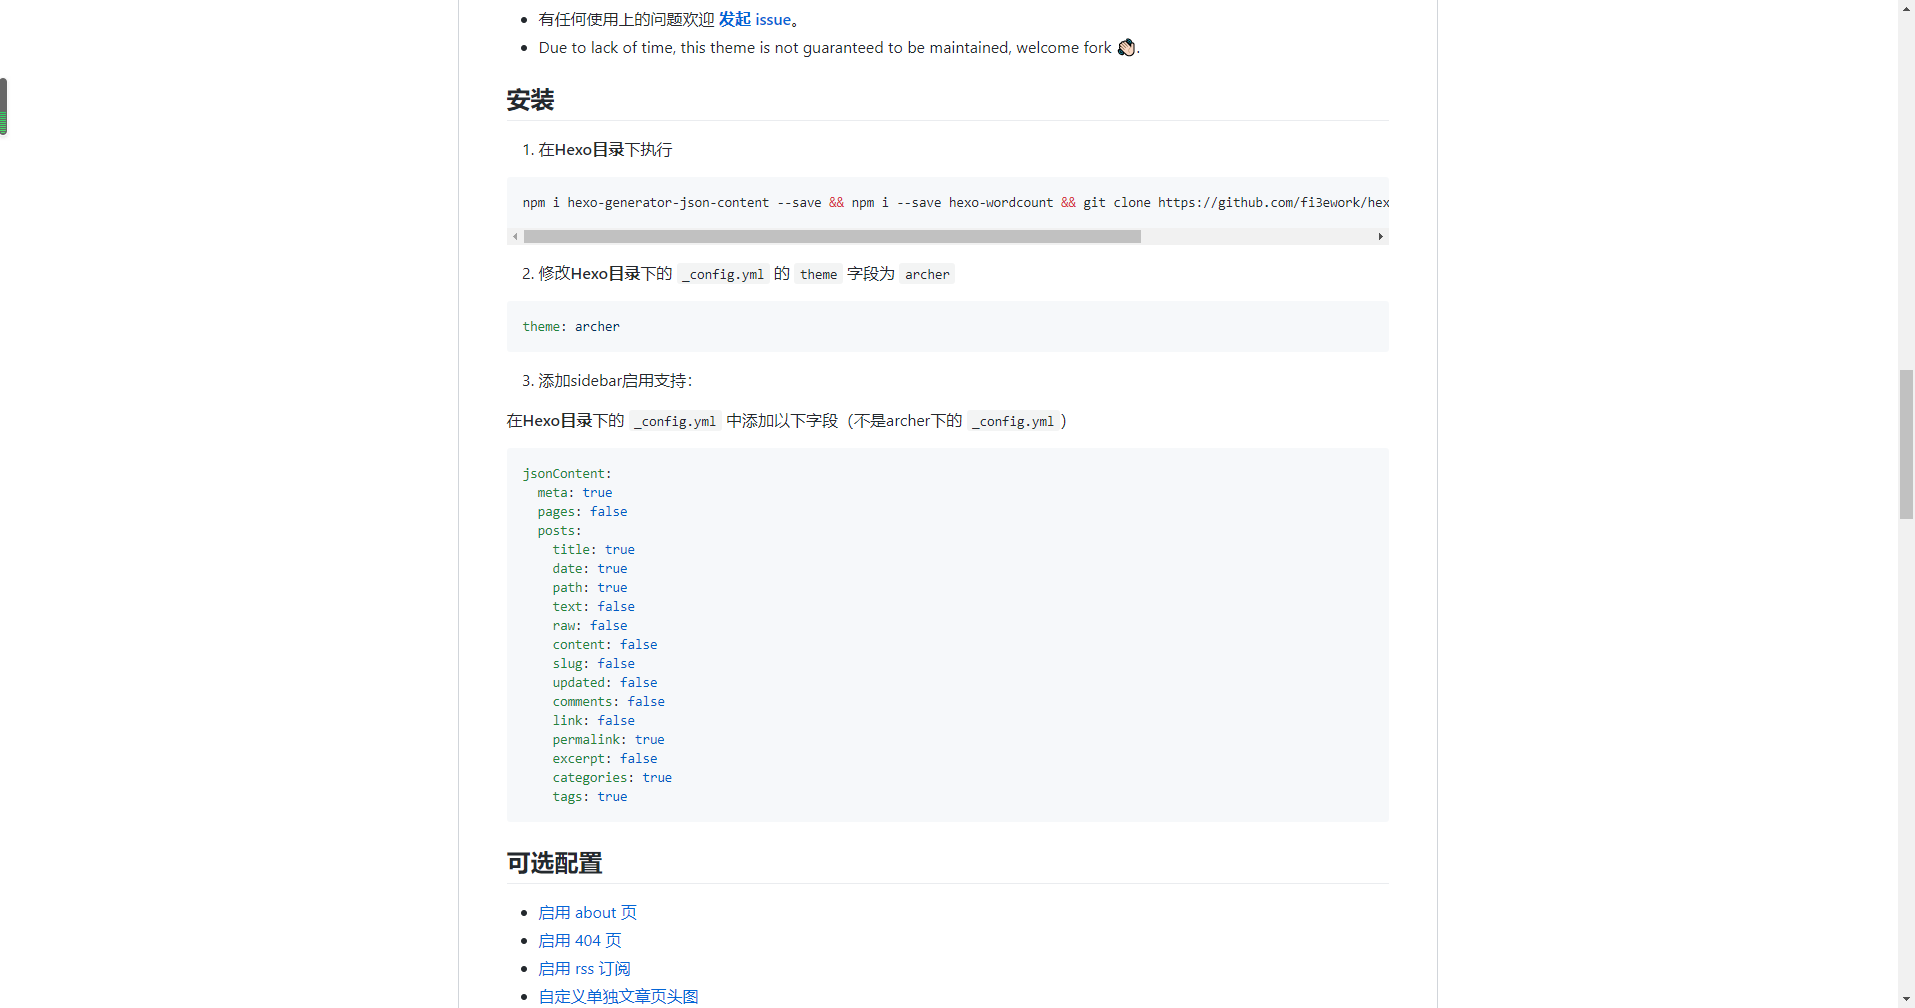 有任何使用上的问题欢迎 发起 issue。
Due to lack of time, this theme is not guaranteed to be maintained, welcome fork 👏🏻.
安装
1. 在Hexo目录下执行
npm i hexo-generator-json-content --save && npm i --save hexo-wordcount && git clone https://github.com/fi3ework/hex
2. 修改Hexo目录下的 _config.yml 的 theme 字段为 archer
theme: archer
3. 添加sidebar启用支持：
在Hexo目录下的 _config.yml 中添加以下字段（不是archer下的 _config.yml ）
jsonContent:
  meta: true
  pages: false
  posts:
    title: true
    date: true
    path: true
    text: false
    raw: false
    content: false
    slug: false
    updated: false
    comments: false
    link: false
    permalink: true
    excerpt: false
    categories: true
    tags: true
可选配置
启用 about 页
启用 404 页
启用 rss 订阅
自定义单独文章页头图